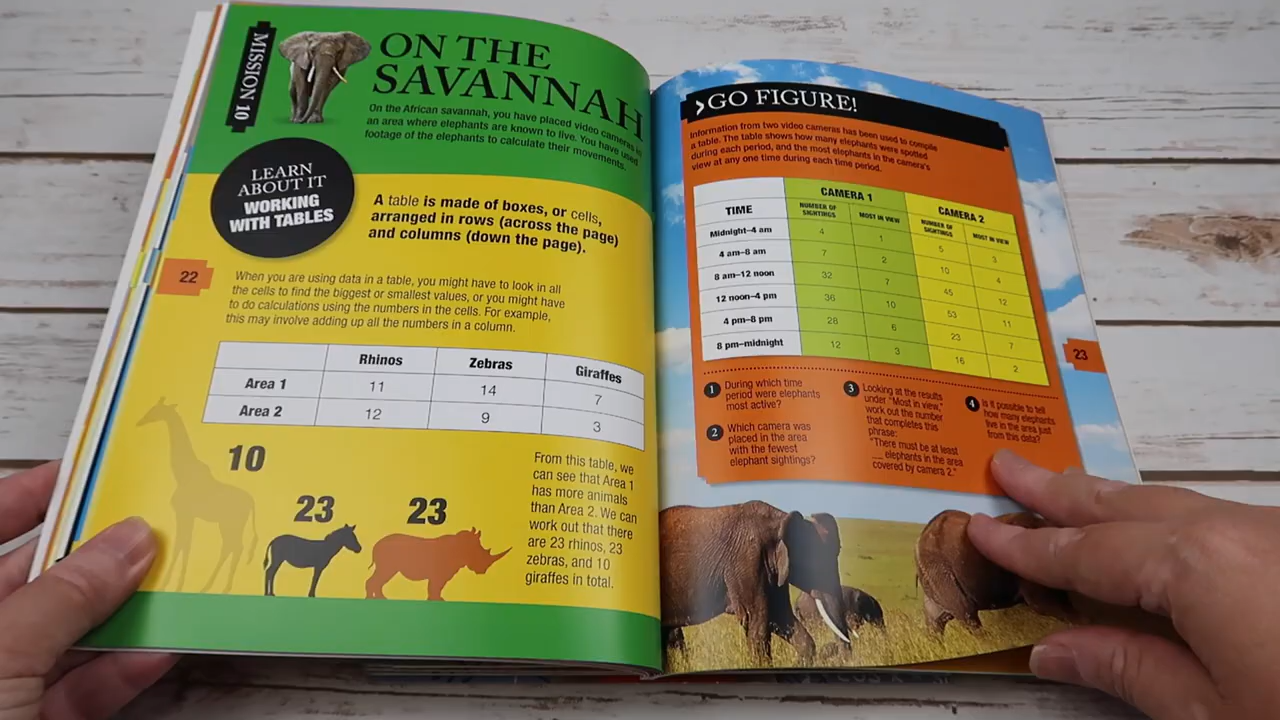 MISSION 10
ON THE
SAVANNAH
On the African savannah, you have placed video cameras in
an area where elephants are known to live. You have used
footage of the elephants to calculate their movements.
LEARN
ABOUT IT
WORKING
WITH TABLES
A table is made of boxes, or cells,
arranged in rows (across the page)
and columns (down the page).
22
When you are using data in a table, you might have to look in all
the cells to find the biggest or smallest values, or you might have
to do calculations using the numbers in the cells. For example,
this may involve adding up all the numbers in a column.
Rhinos Zebras Giraffes
Area 1 11 14 7
Area 2 12 9 3
10
23
23
From this table, we
can see that Area 1
has more animals
than Area 2. We can
work out that there
are 23 rhinos, 23
zebras, and 10
giraffes in total.
GO FIGURE!
Information from two video cameras has been used to compile
a table. The table shows how many elephants were spotted
during each period, and the most elephants in the camera's
view at any one time during each time period.
CAMERA 1 CAMERA 2
TIME NUMBER OF SIGHTINGS MOST IN VIEW NUMBER OF SIGHTINGS MOST IN VIEW
Midnight–4 am 4 1 5 3
4 am–8 am 7 2 10 4
8 am–12 noon 32 7 45 12
12 noon–4 pm 36 10 53 11
4 pm–8 pm 28 6 23 7
8 pm–midnight 12 3 16 2
23
1 During which time
period were elephants
most active?
2 Which camera was
placed in the area
with the fewest
elephant sightings?
3 Looking at the results
under "Most in view,"
work out the number
that completes this
phrase:
"There must be at least
__ elephants in the area
covered by camera 2."
4 Is it possible to tell
how many elephants
live in the area just
from this data?